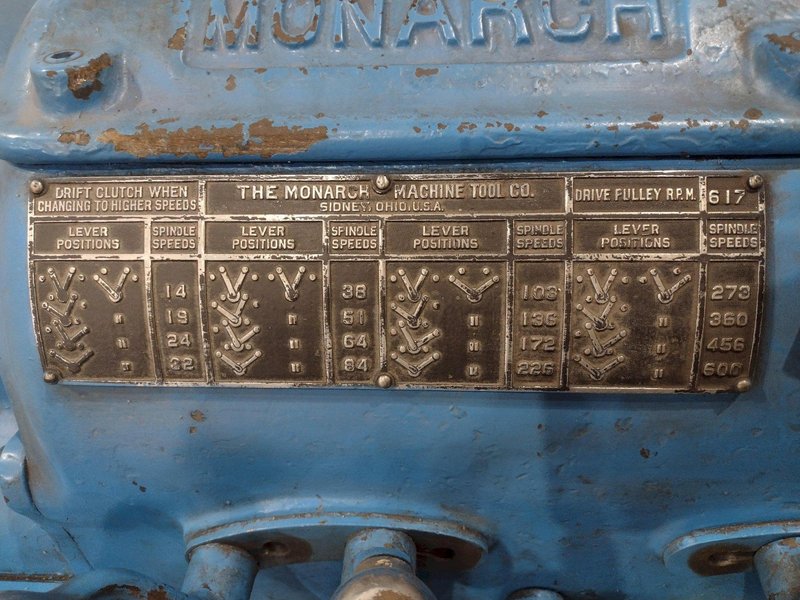 MONARCH
DRIFT CLUTCH WHEN
CHANGING TO HIGHER SPEEDS
THE MONARCH MACHINE TOOL CO.
SIDNEY, OHIO, U.S.A.
DRIVE PULLEY R.P.M. 617
LEVER POSITIONS SPINDLE SPEEDS LEVER POSITIONS SPINDLE SPEEDS LEVER POSITIONS SPINDLE SPEEDS LEVER POSITIONS SPINDLE SPEEDS
14 38 103 273
" 19 " 51 " 136 " 360
" 24 " 64 " 172 " 456
" 32 " 84 " 226 " 600